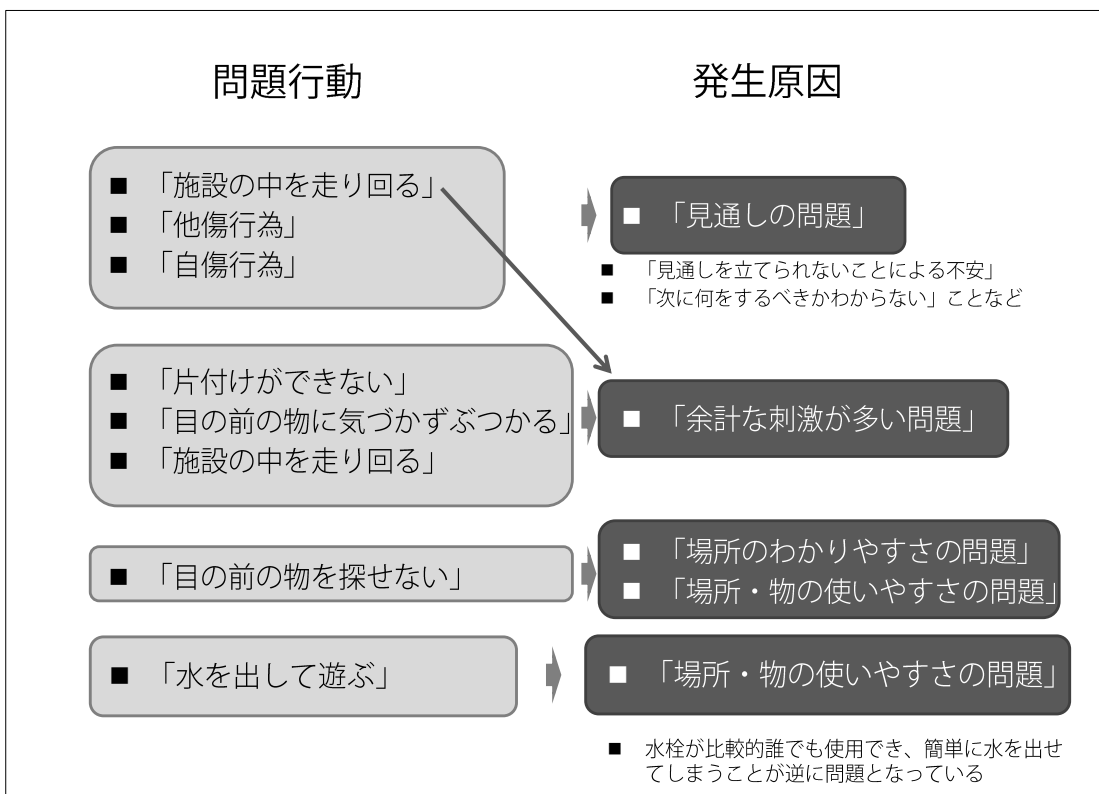 問題行動
発生原因
■ 「施設の中を走り回る」
■ 「他傷行為」
■ 「自傷行為」
■ 「見通しの問題」
■ 「見通しを立てられないことによる不安」
■ 「次に何をするべきかわからない」ことなど
■ 「片付けができない」
■ 「目の前の物に気づかずぶつかる」
■ 「施設の中を走り回る」
■ 「余計な刺激が多い問題」
■ 「目の前の物を探せない」
■ 「場所のわかりやすさの問題」
■ 「場所・物の使いやすさの問題」
■ 「水を出して遊ぶ」
■ 「場所・物の使いやすさの問題」
■ 水栓が比較的誰でも使用でき、簡単に水を出せ
てしまうことが逆に問題となっている